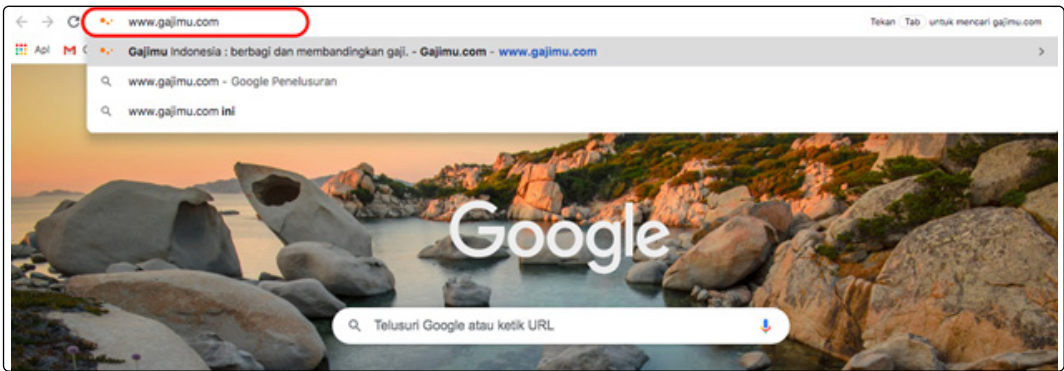 www.gajimu.com
Tekan Tab untuk mencari gajimu.com
Apl M
Gajimu Indonesia : berbagi dan membandingkan gaji. - Gajimu.com - www.gajimu.com
www.gajimu.com - Google Penelusuran
www.gajimu.com ini
Google
Telusuri Google atau ketik URL